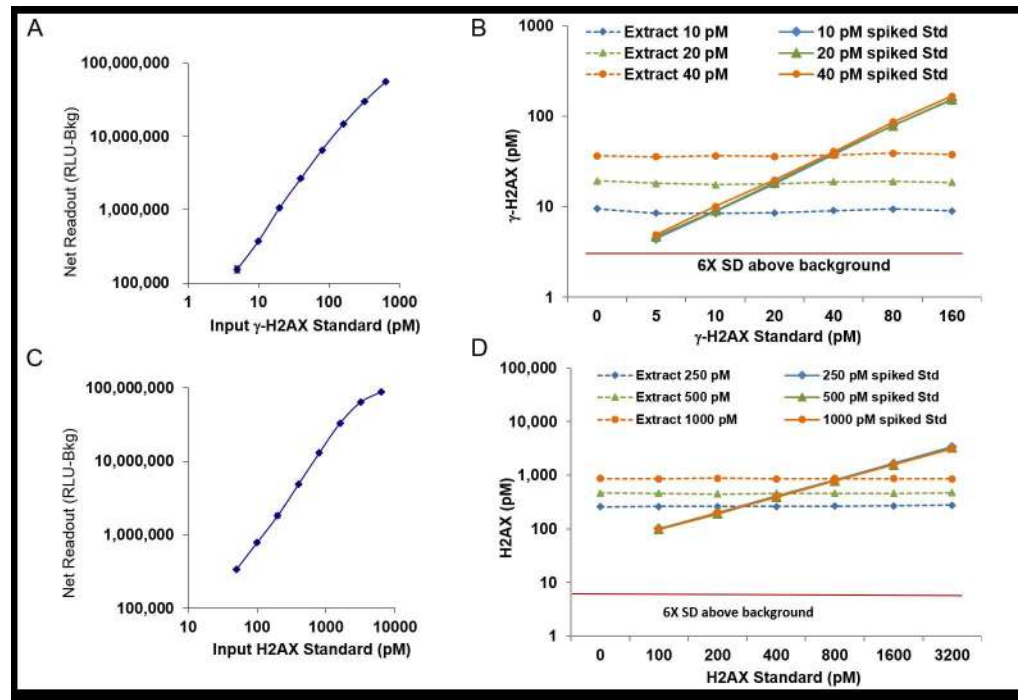 A
Net Readout (RLU-Bkg)
100,000,000
10,000,000
1,000,000
100,000
1 10 100 1000
Input γ-H2AX Standard (pM)
B
Extract 10 pM 10 pM spiked Std
Extract 20 pM 20 pM spiked Std
Extract 40 pM 40 pM spiked Std
γ-H2AX (pM)
1000
100
10
1
6X SD above background
0 5 10 20 40 80 160
γ-H2AX Standard (pM)
C
Net Readout (RLU-Bkg)
100,000,000
10,000,000
1,000,000
100,000
10 100 1000 10000
Input H2AX Standard (pM)
D
Extract 250 pM 250 pM spiked Std
Extract 500 pM 500 pM spiked Std
Extract 1000 pM 1000 pM spiked Std
H2AX (pM)
100,000
10,000
1,000
100
10
1
6X SD above background
0 100 200 400 800 1600 3200
H2AX Standard (pM)